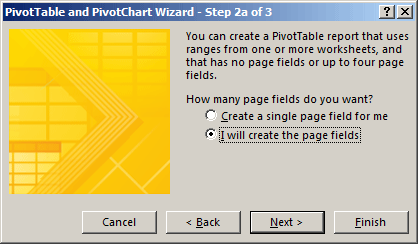 PivotTable and PivotChart Wizard - Step 2a of 3
You can create a PivotTable report that uses
ranges from one or more worksheets, and
that has no page fields or up to four page
fields.
How many page fields do you want?
Create a single page field for me
I will create the page fields
Cancel
< Back
Next >
Finish